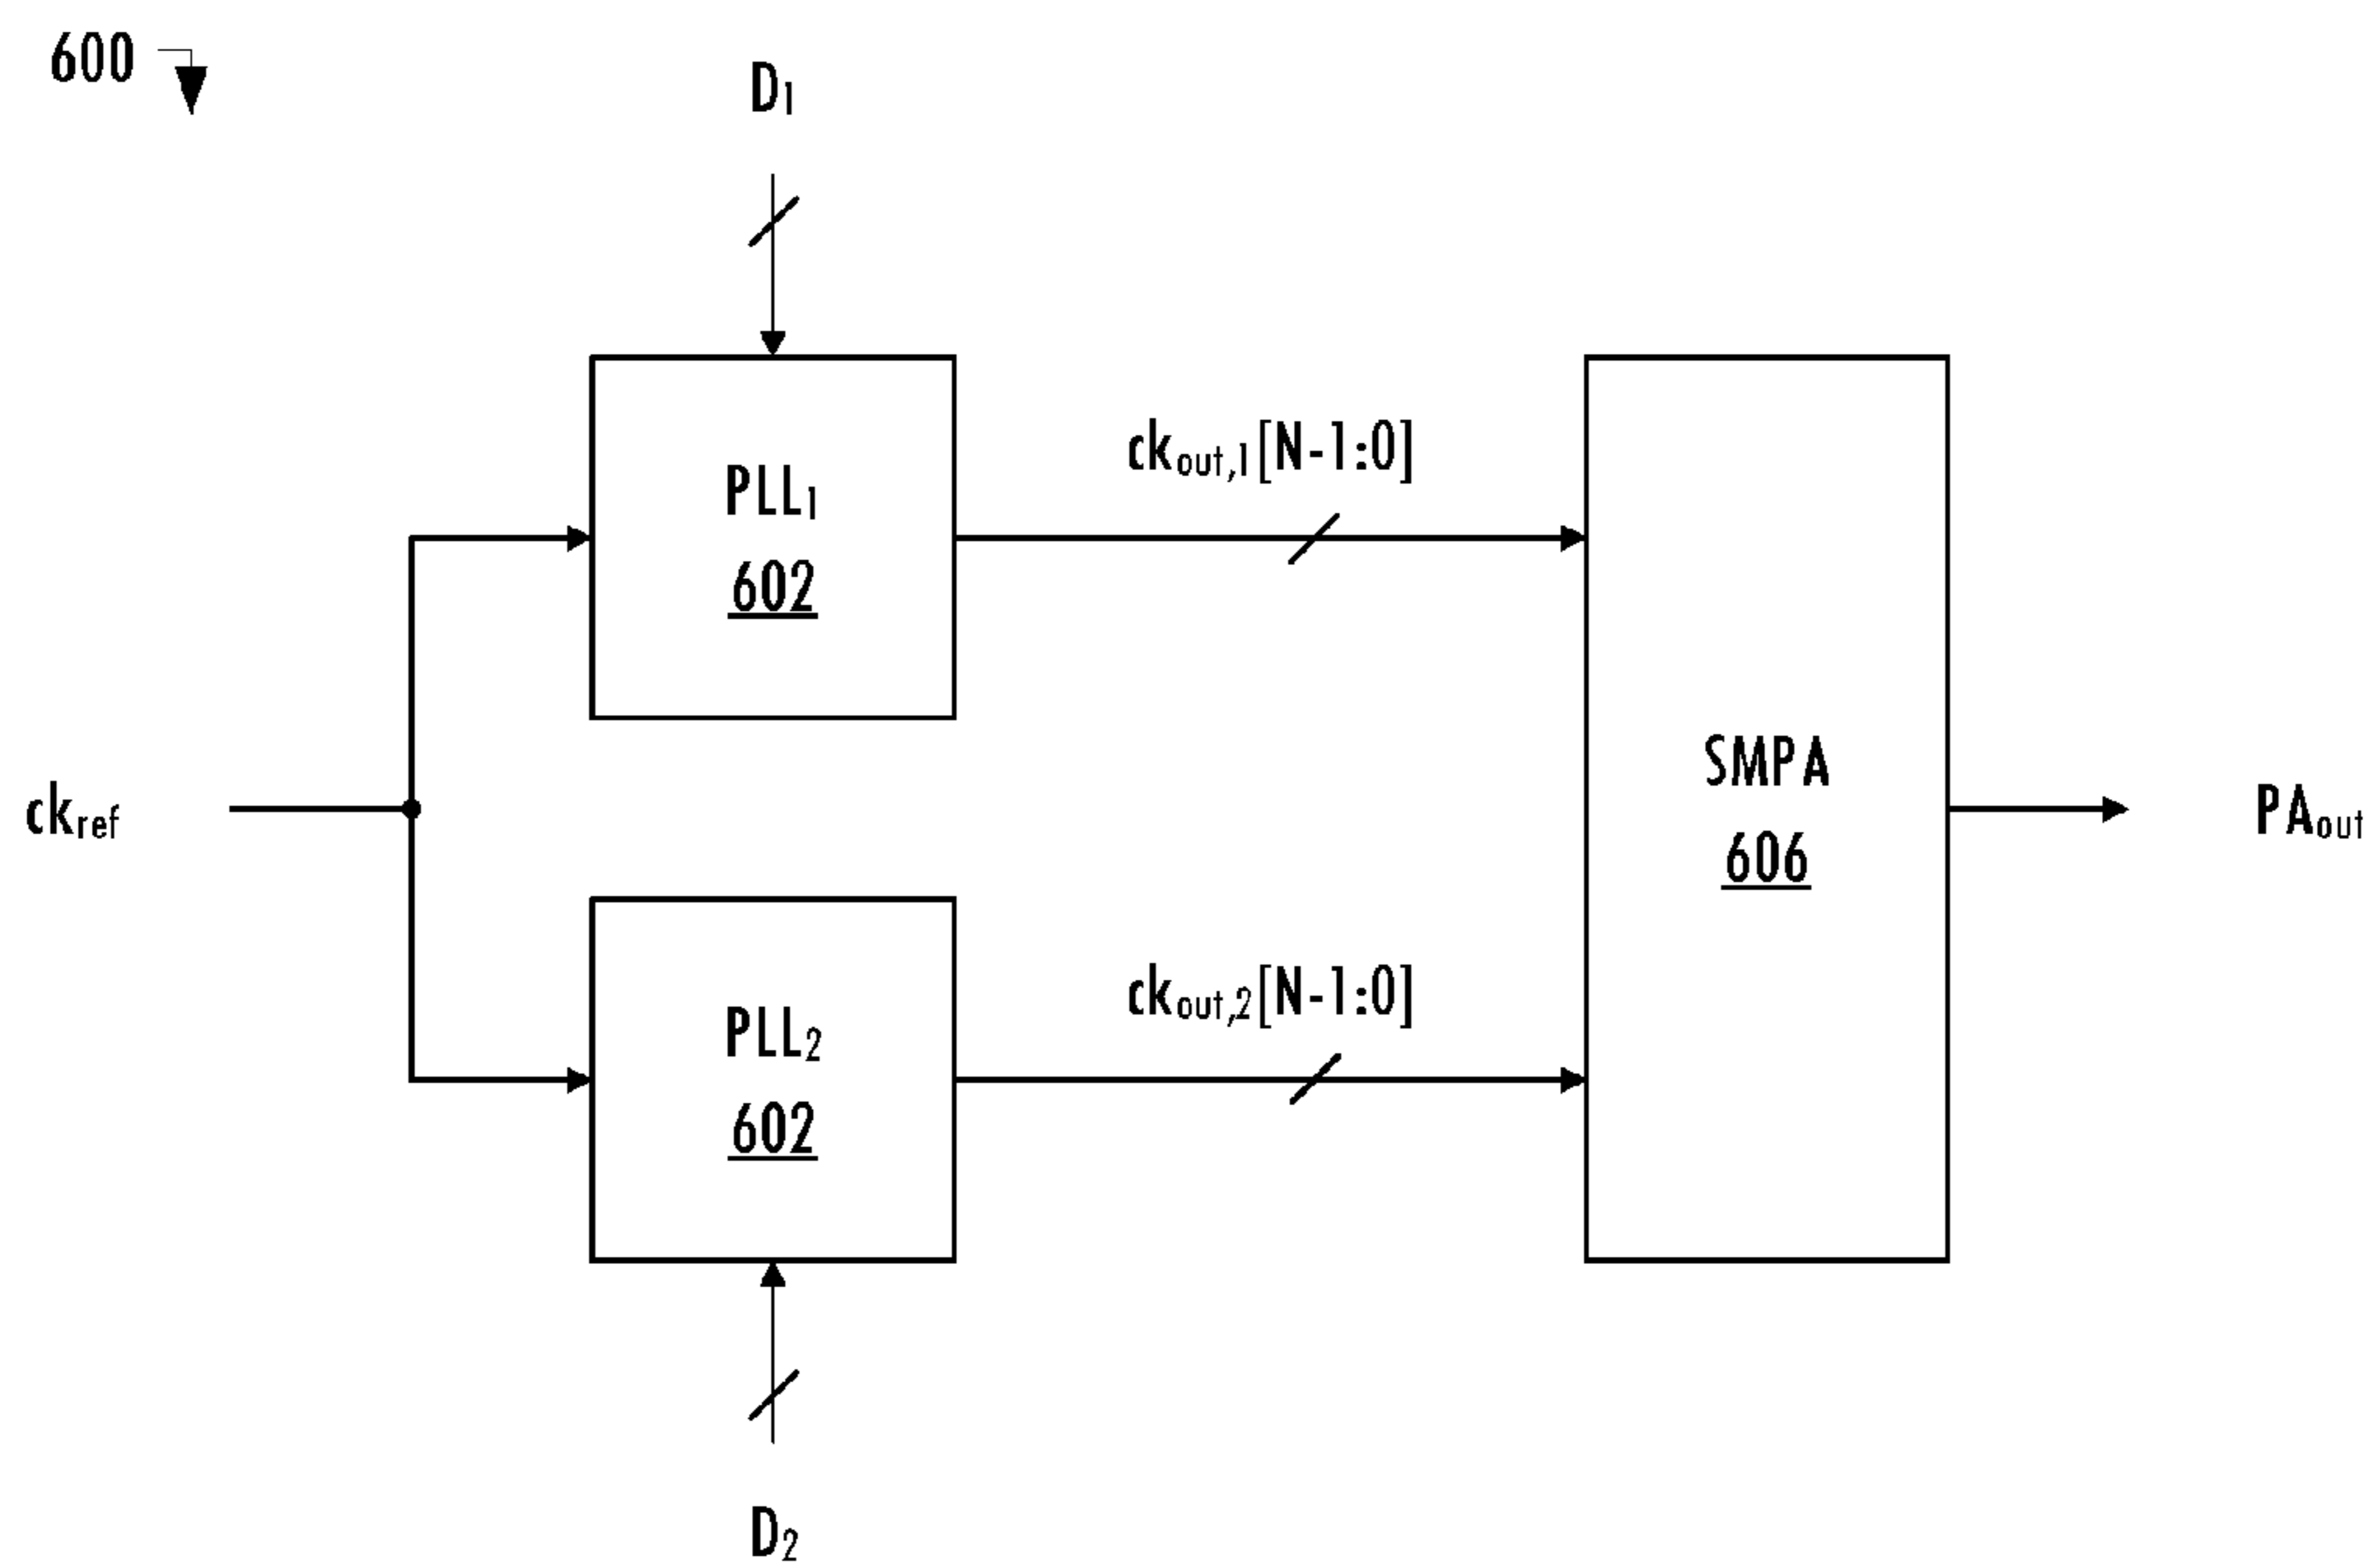 600
D1
ckout,1[N-1:0]
PLL1
602
SMPA
606
ckref
PAout
ckout,2[N-1:0]
PLL2
602
D2